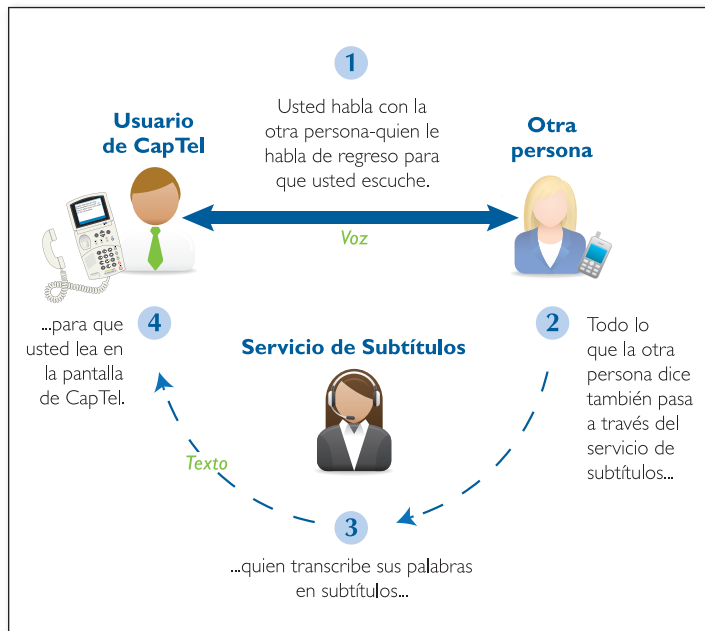 1
Usted habla con la
otra persona-quien le
habla de regreso para
que usted escuche.
Usuario
de CapTel
Otra
persona
Voz
2
Todo lo
que la otra
persona dice
también pasa
a través del
servicio de
subtítulos...
Servicio de Subtítulos
3
...quien transcribe sus palabras
en subtítulos...
Texto
4
...para que
usted lea en
la pantalla
de CapTel.